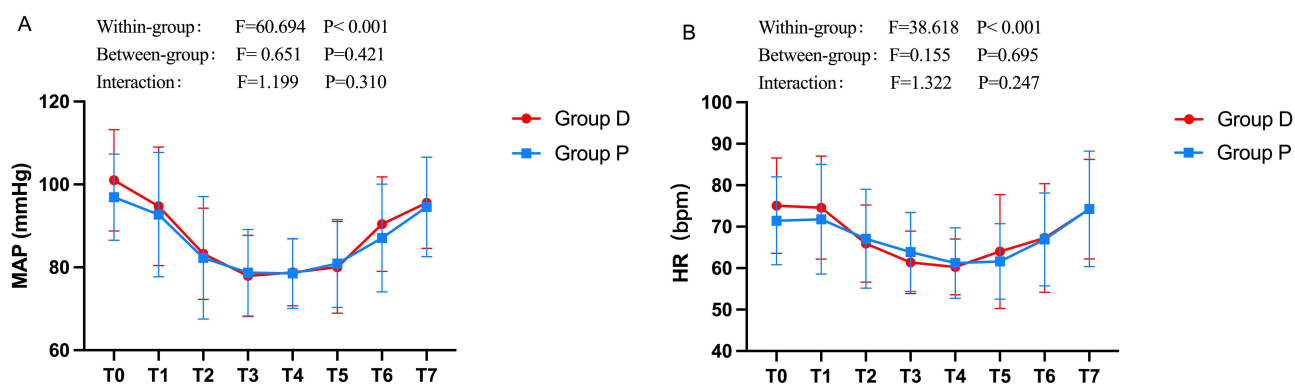 A
Within-group： F=60.694 P< 0.001
Between-group： F= 0.651 P=0.421
Interaction： F=1.199 P=0.310
120
100
80
60
MAP (mmHg)
T0 T1 T2 T3 T4 T5 T6 T7
Group D
Group P
B
Within-group： F=38.618 P< 0.001
Between-group： F=0.155 P=0.695
Interaction： F=1.322 P=0.247
100
90
80
70
60
50
40
HR (bpm)
T0 T1 T2 T3 T4 T5 T6 T7
Group D
Group P